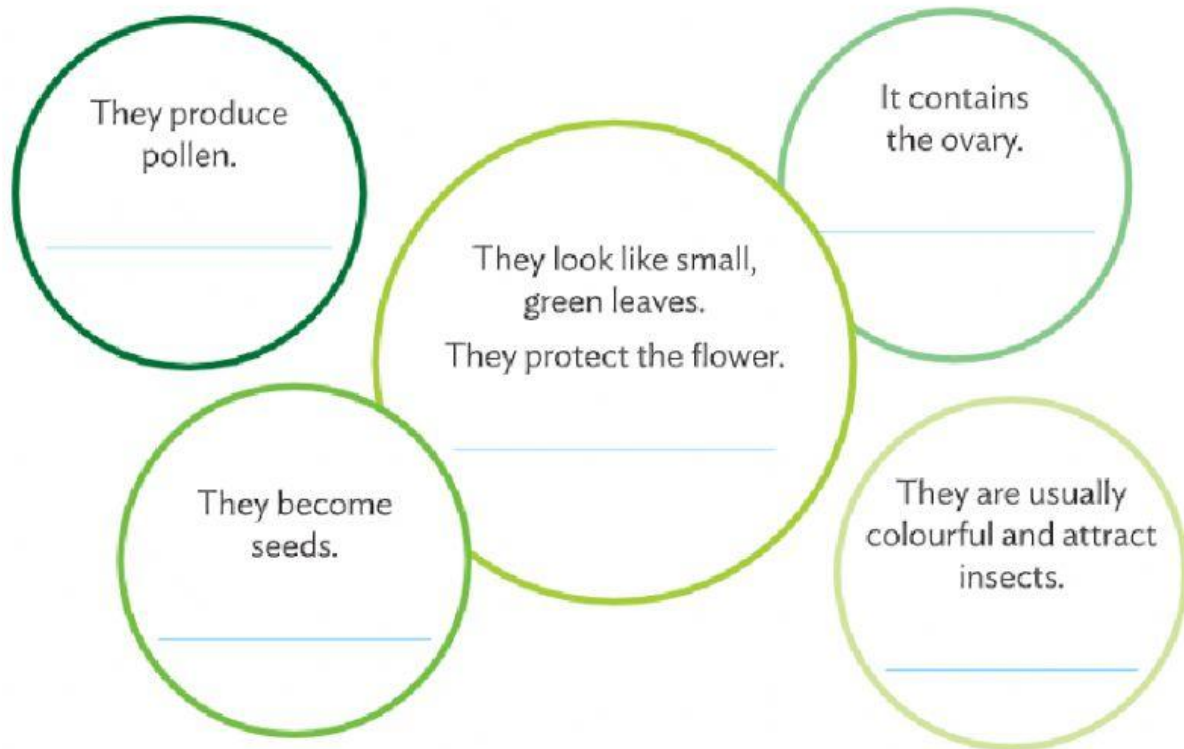 They produce
pollen.
It contains
the ovary.
They look like small,
green leaves.
They protect the flower.
They become
seeds.
They are usually
colourful and attract
insects.